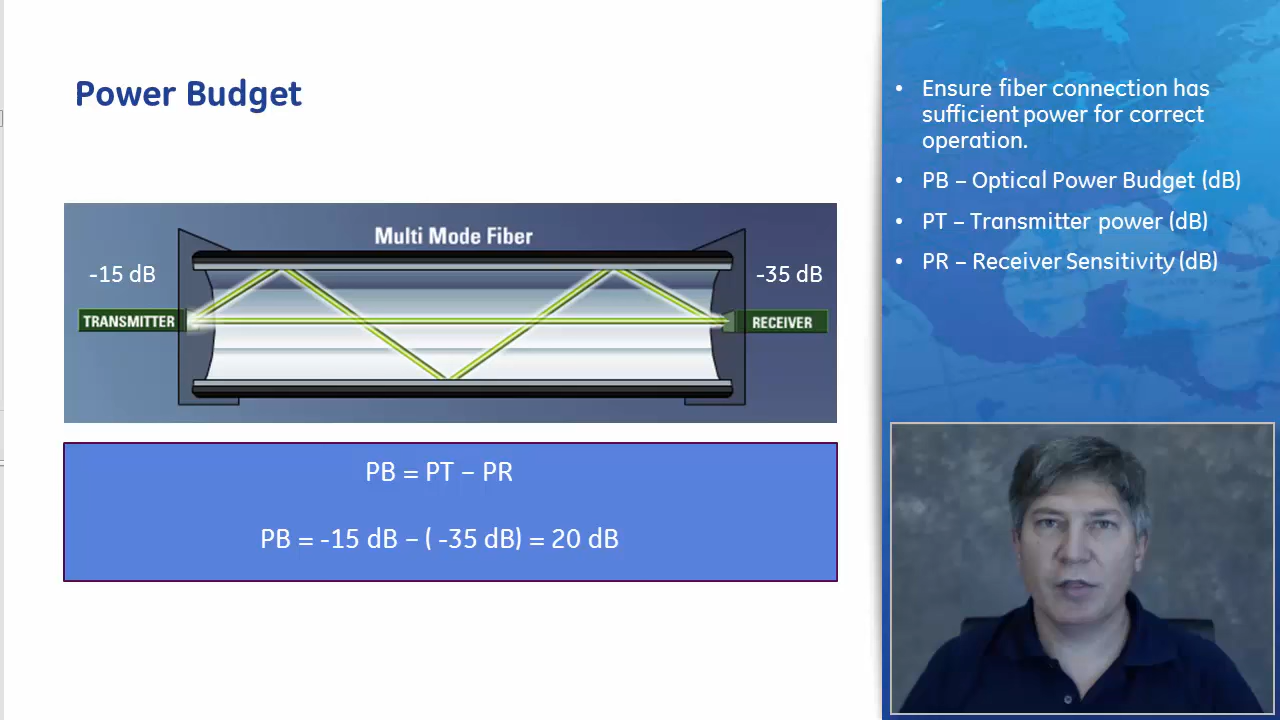 Power Budget
Multi Mode Fiber
-15 dB
-35 dB
TRANSMITTER
RECEIVER
PB = PT – PR
PB = -15 dB – ( -35 dB) = 20 dB
• Ensure fiber connection has
sufficient power for correct
operation.
• PB – Optical Power Budget (dB)
• PT – Transmitter power (dB)
• PR – Receiver Sensitivity (dB)